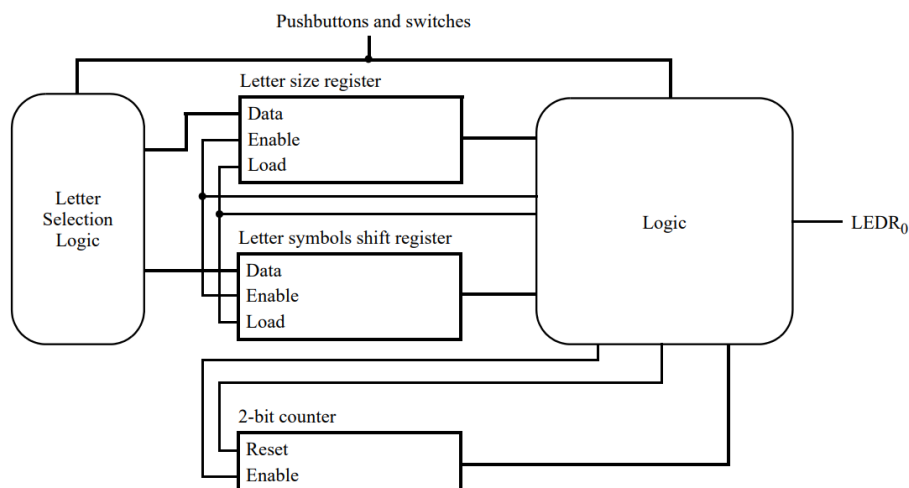 Pushbuttons and switches
Letter size register
Data
Enable
Load
Letter
Selection
Logic
Logic
LEDR0
Letter symbols shift register
Data
Enable
Load
2-bit counter
Reset
Enable